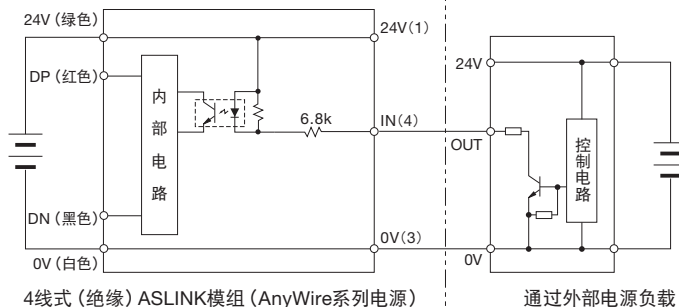 24V (绿色)
24V(1)
DP (红色)
内部电路
6.8k
IN(4)
DN (黑色)
0V(3)
0V (白色)
24V
OUT
控制电路
0V
4线式 (绝缘) ASLINK模组 (AnyWire系列电源)
通过外部电源负载